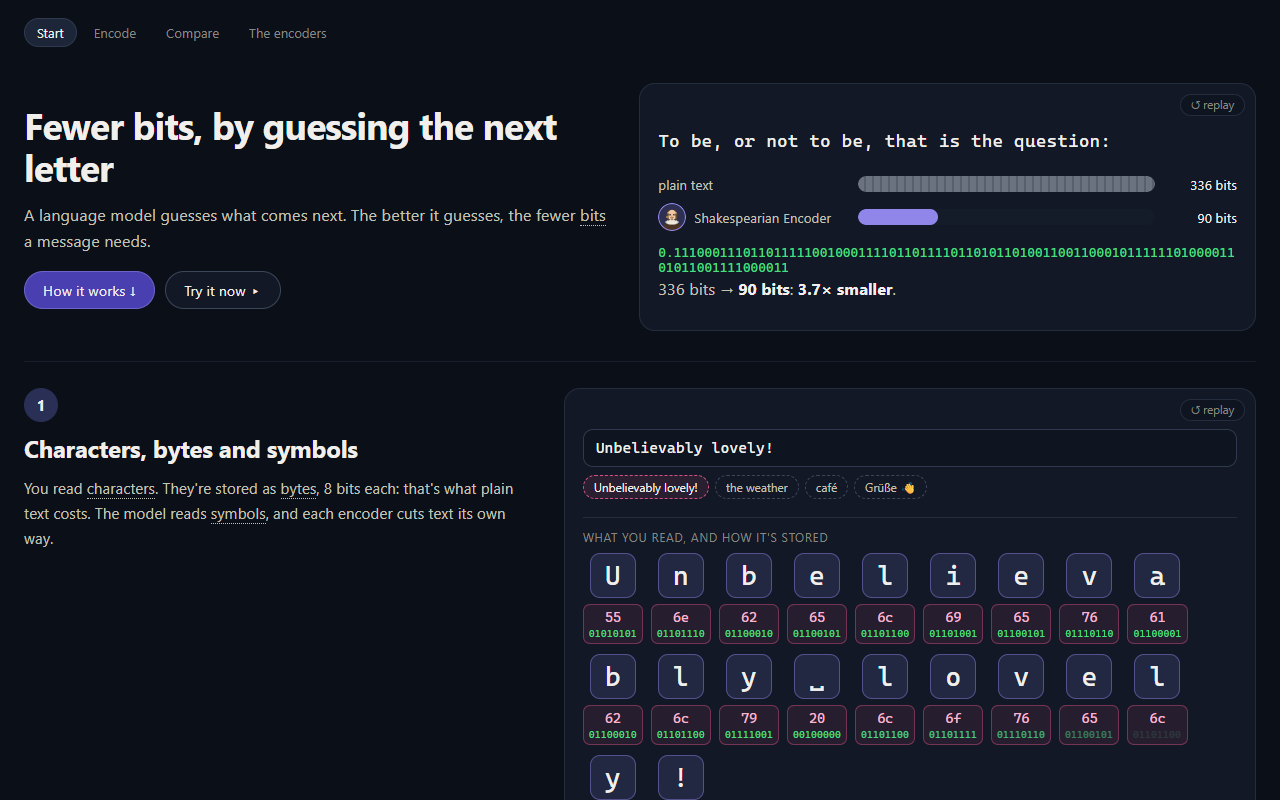 Start Encode Compare The encoders
Fewer bits, by guessing the next
letter
A language model guesses what comes next. The better it guesses, the fewer bits
a message needs.
How it works ↓ Try it now ▸
↺ replay
To be, or not to be, that is the question:
plain text 336 bits
Shakespearian Encoder 90 bits
0.1110001110110111110010001111011011110110101101001100110001011111101000011
01011001111000011
336 bits → 90 bits: 3.7× smaller.
1
Characters, bytes and symbols
You read characters. They're stored as bytes, 8 bits each: that's what plain
text costs. The model reads symbols, and each encoder cuts text its own
way.
↺ replay
Unbelievably lovely!
Unbelievably lovely! the weather café Grüße 👋
WHAT YOU READ, AND HOW IT'S STORED
U n b e l i e v a
55 6e 62 65 6c 69 65 76 61
01010101 01101110 01100010 01100101 01101100 01101001 01100101 01110110 01100001
b l y ␣ l o v e l
62 6c 79 20 6c 6f 76 65 6c
01100010 01101100 01111001 00100000 01101100 01101111 01110110 01100101 01101100
y !